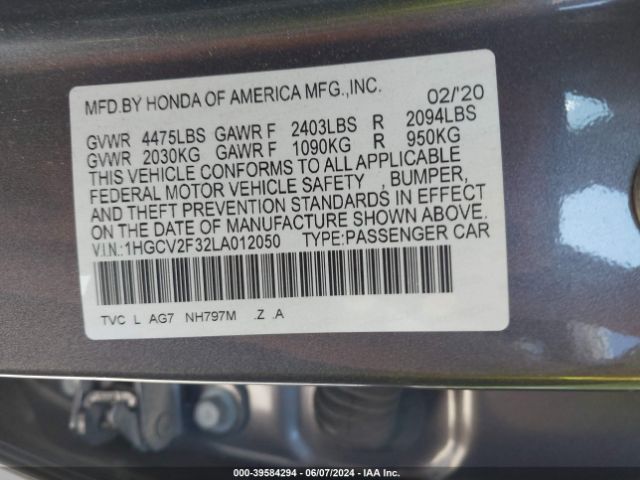 MFD.BY HONDA OF AMERICA MFG.,INC. 02/'20
GVWR 4475LBS GAWR F 2403LBS R 2094LBS
GVWR 2030KG GAWR F 1090KG R 950KG
THIS VEHICLE CONFORMS TO ALL APPLICABLE
FEDERAL MOTOR VEHICLE SAFETY , BUMPER,
AND THEFT PREVENTION STANDARDS IN EFFECT
ON THE DATE OF MANUFACTURE SHOWN ABOVE.
V.I.N.:1HGCV2F32LA012050 TYPE:PASSENGER CAR
TVC L AG7 NH797M .Z .A
000-39584294 - 06/07/2024 - IAA Inc.